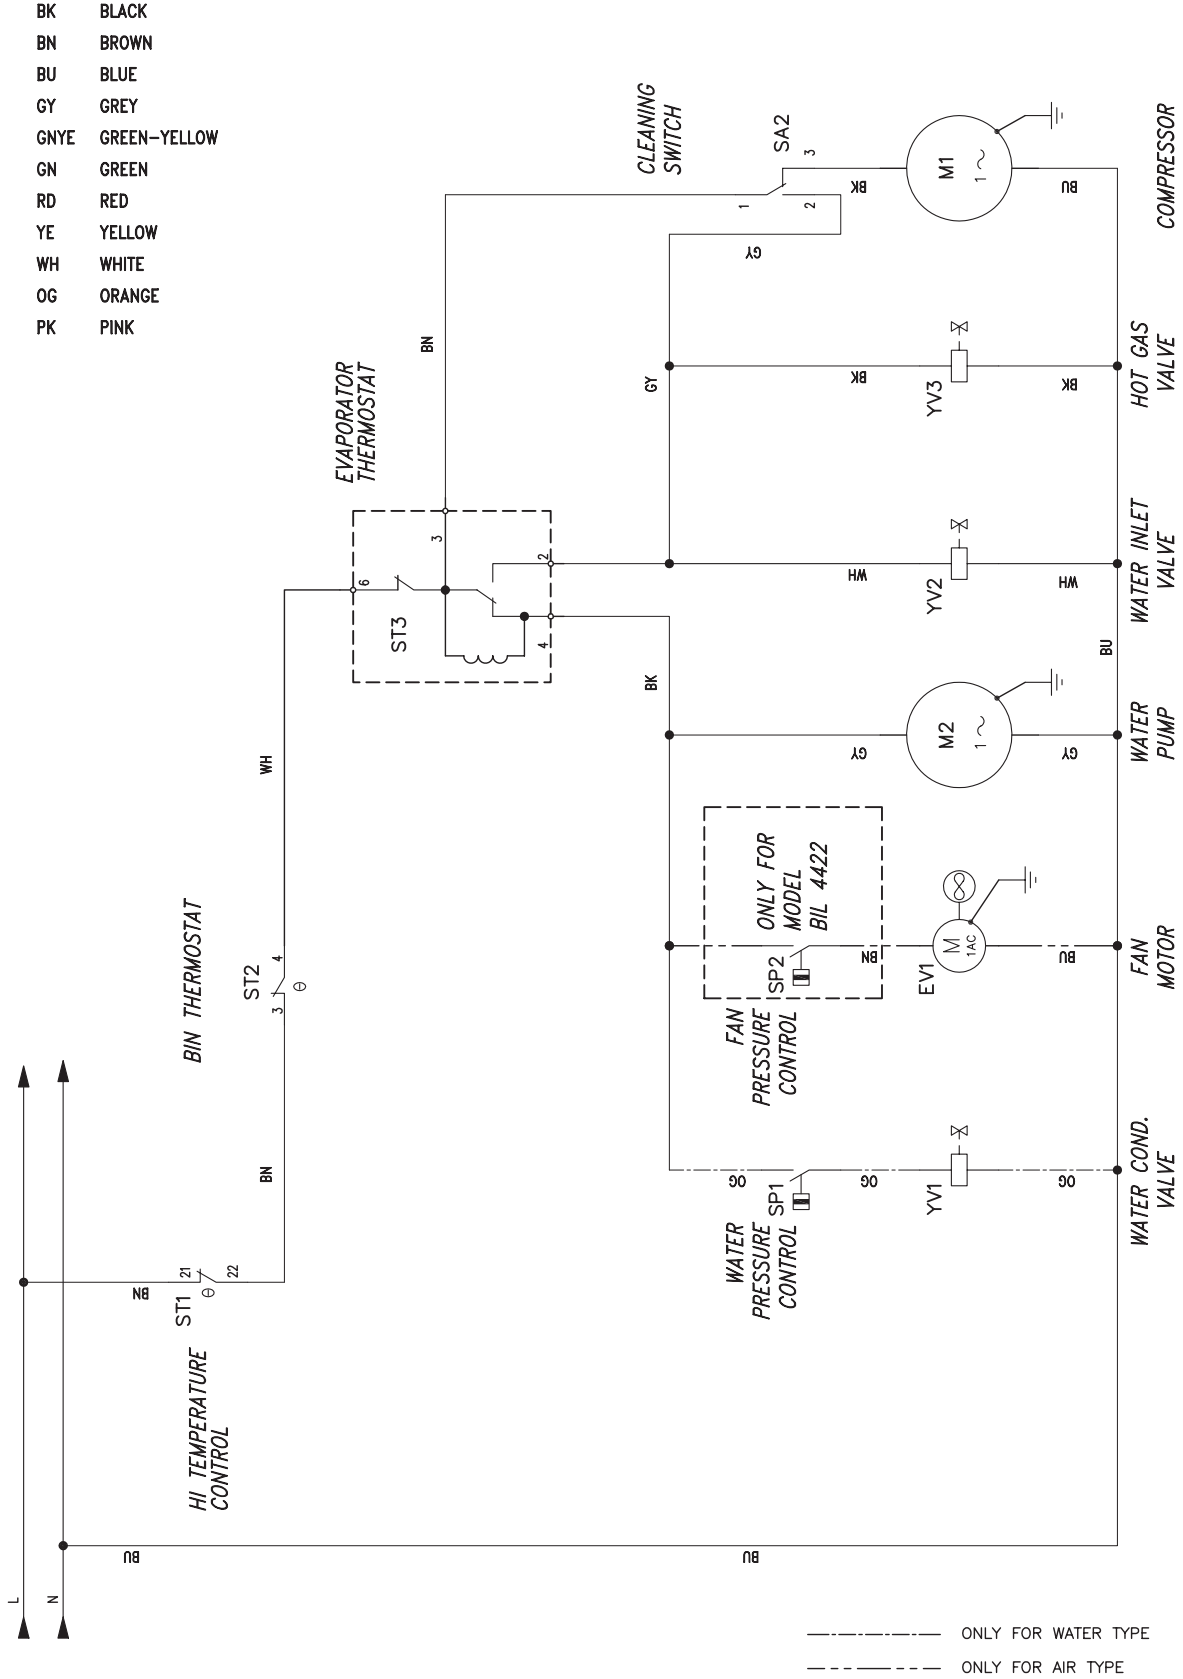 BK BLACK
BN BROWN
BU BLUE
GY GREY
GNYE GREEN-YELLOW
GN GREEN
RD RED
YE YELLOW
WH WHITE
OG ORANGE
PK PINK
L
N
BU
BU
HI TEMPERATURE
CONTROL
ST1
21
22
BN
BN
BIN THERMOSTAT
ST2
3
4
WH
EVAPORATOR
THERMOSTAT
ST3
6
3
2
4
BN
BK
GY
CLEANING
SWITCH
SA2
1
2
3
GY
BK
M1
1~
BU
COMPRESSOR
BK
YV3
BK
HOT GAS
VALVE
WH
YV2
WH
WATER INLET
VALVE
BU
GY
M2
1~
GY
WATER
PUMP
ONLY FOR
MODEL
BIL 4422
SP2
BN
FAN
PRESSURE
CONTROL
EV1
M
1AC
BU
FAN
MOTOR
OG
SP1
OG
WATER
PRESSURE
CONTROL
YV1
OG
WATER COND.
VALVE
ONLY FOR WATER TYPE
ONLY FOR AIR TYPE